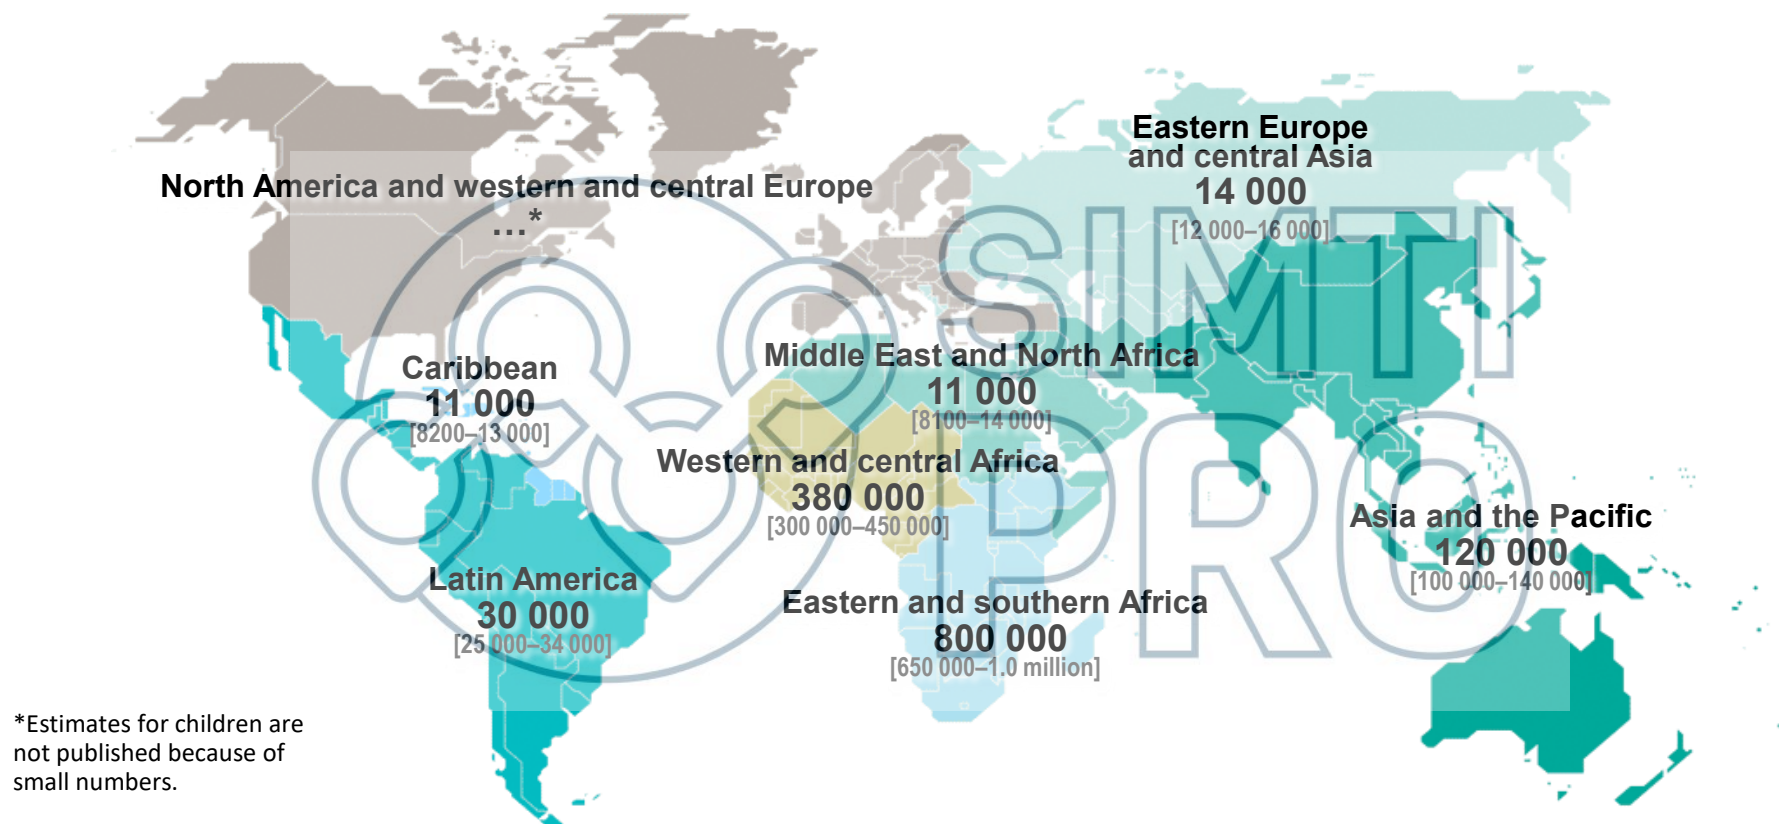 Eastern Europe
and central Asia
14 000
[12 000–16 000]
North America and western and central Europe
*
...
Middle East and North Africa
11 000
[8100–14 000]
Caribbean
11 000
[8200–13 000]
Western and central Africa
380 000
[300 000–450 000]
Asia and the Pacific
120 000
[100 000–140 000]
Latin America
30 000
[25 000–34 000]
Eastern and southern Africa
800 000
[650 000–1.0 million]
*Estimates for children are
not published because of
small numbers.
SIMTI
PRO